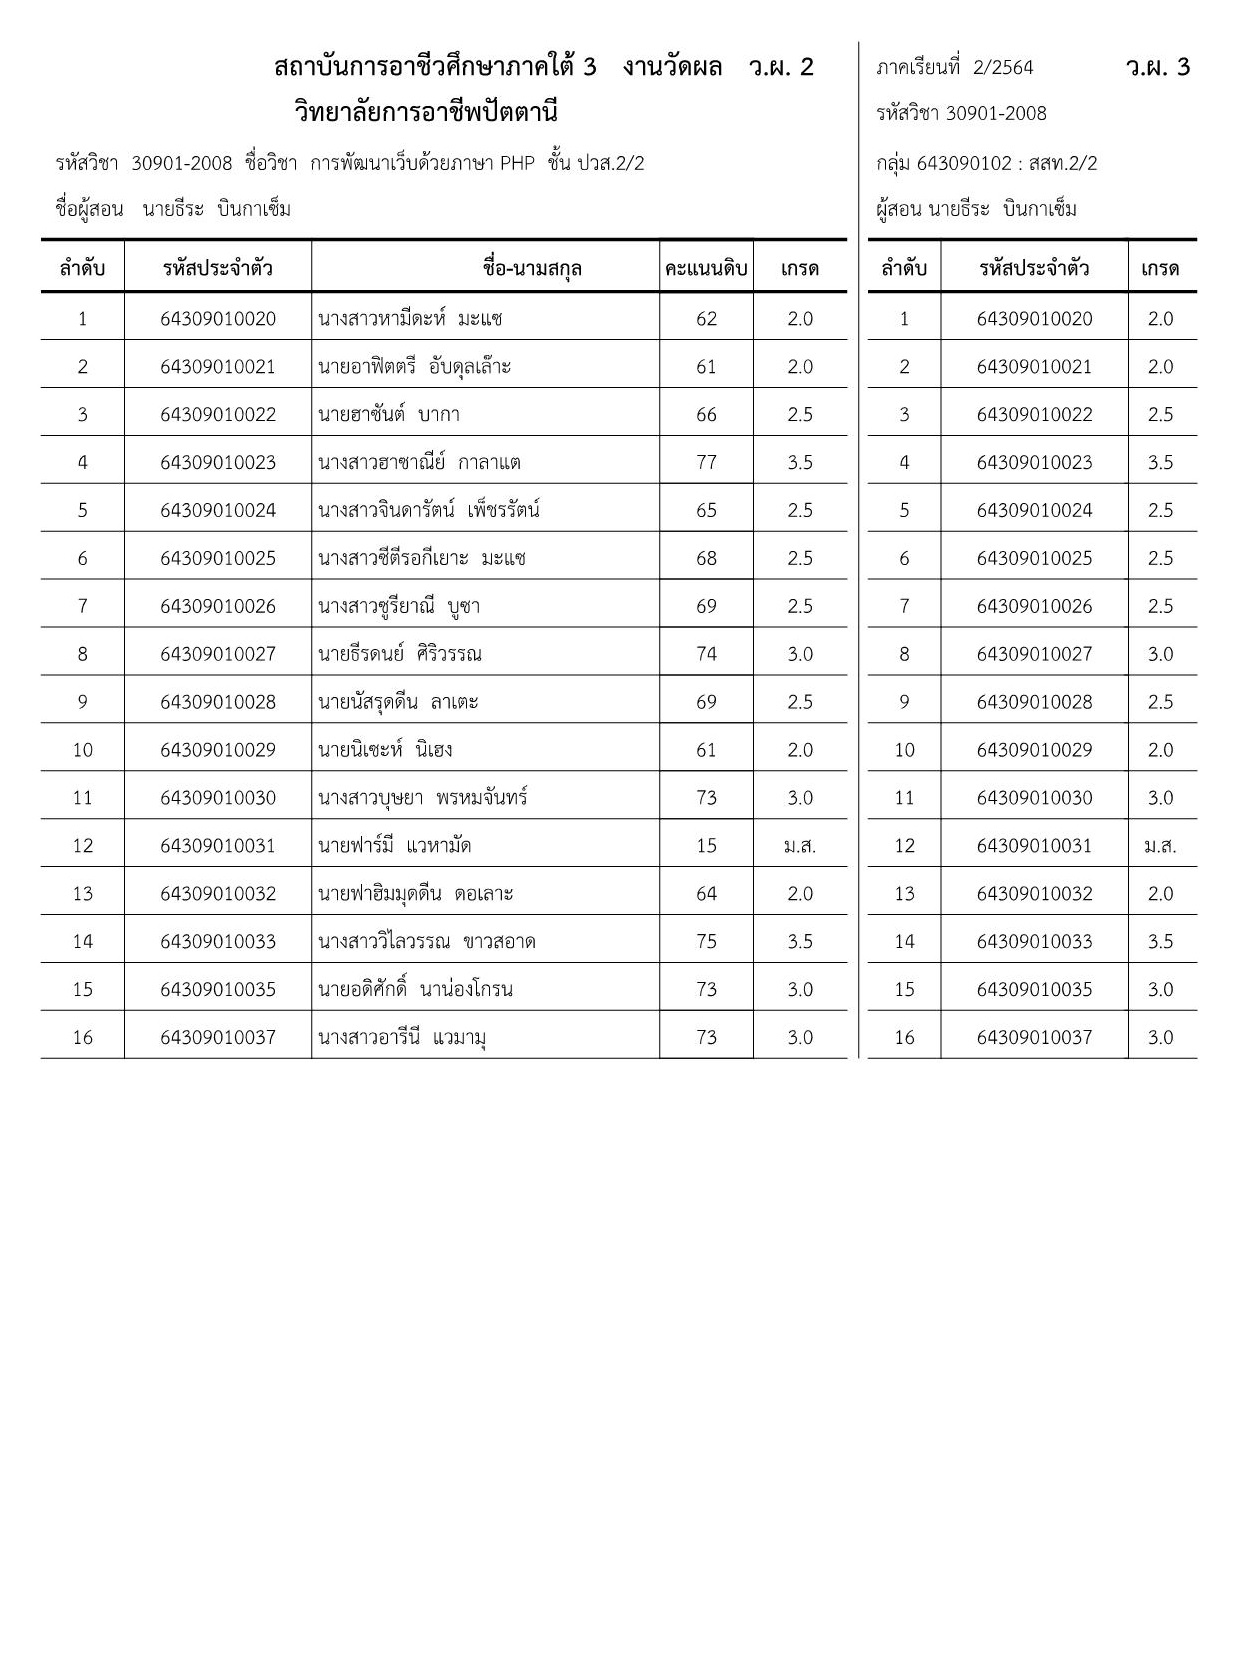 สถาบันการอาชีวศึกษาภาคใต้ 3 งานวัดผล ว.ผ. 2
วิทยาลัยการอาชีพปัตตานี
รหัสวิชา 30901-2008 ชื่อวิชา การพัฒนาเว็บด้วยภาษา PHP ชั้น ปวส.2/2
ชื่อผู้สอน นายธีระ บินกาเซ็ม
ลำดับ รหัสประจำตัว ชื่อ-นามสกุล คะแนนดิบ เกรด
1 64309010020 นางสาวหามีดะห์ มะแซ 62 2.0
2 64309010021 นายอาฟิตตรี อับดุลเล๊าะ 61 2.0
3 64309010022 นายฮาซันต์ บากา 66 2.5
4 64309010023 นางสาวฮาซาณีย์ กาลาแต 77 3.5
5 64309010024 นางสาวจินดารัตน์ เพ็ชรรัตน์ 65 2.5
6 64309010025 นางสาวซีตีรอกีเยาะ มะแซ 68 2.5
7 64309010026 นางสาวซูรียาณี บูซา 69 2.5
8 64309010027 นายธีรดนย์ ศิริวรรณ 74 3.0
9 64309010028 นายนัสรุดดีน ลาเตะ 69 2.5
10 64309010029 นายนิเซะห์ นิเฮง 61 2.0
11 64309010030 นางสาวบุษยา พรหมจันทร์ 73 3.0
12 64309010031 นายฟาร์มี แวหามัด 15 ม.ส.
13 64309010032 นายฟาฮิมมุดดีน ดอเลาะ 64 2.0
14 64309010033 นางสาววิไลวรรณ ขาวสอาด 75 3.5
15 64309010035 นายอดิศักดิ์ นาน่องโกรน 73 3.0
16 64309010037 นางสาวอารีนี แวมามุ 73 3.0
ภาคเรียนที่ 2/2564 ว.ผ. 3
รหัสวิชา 30901-2008
กลุ่ม 643090102 : สสท.2/2
ผู้สอน นายธีระ บินกาเซ็ม
ลำดับ รหัสประจำตัว เกรด
1 64309010020 2.0
2 64309010021 2.0
3 64309010022 2.5
4 64309010023 3.5
5 64309010024 2.5
6 64309010025 2.5
7 64309010026 2.5
8 64309010027 3.0
9 64309010028 2.5
10 64309010029 2.0
11 64309010030 3.0
12 64309010031 ม.ส.
13 64309010032 2.0
14 64309010033 3.5
15 64309010035 3.0
16 64309010037 3.0